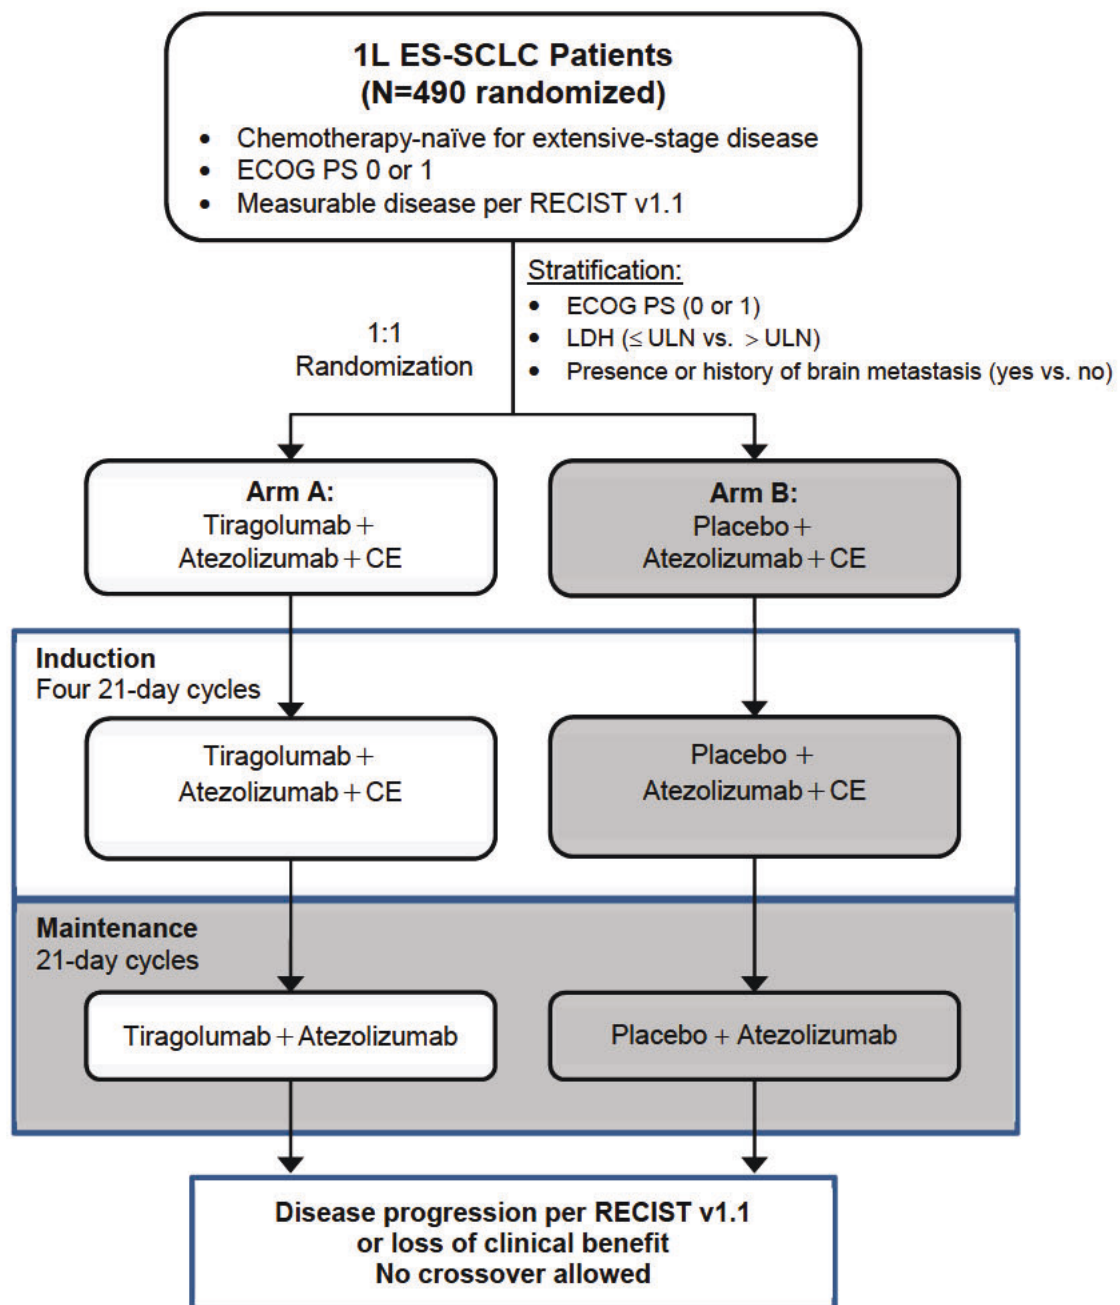 1L ES-SCLC Patients
(N=490 randomized)
• Chemotherapy-naïve for extensive-stage disease
• ECOG PS 0 or 1
• Measurable disease per RECIST v1.1
1:1
Randomization
Stratification:
• ECOG PS (0 or 1)
• LDH (≤ ULN vs. > ULN)
• Presence or history of brain metastasis (yes vs. no)
Arm A:
Tiragolumab +
Atezolizumab + CE
Arm B:
Placebo +
Atezolizumab + CE
Induction
Four 21-day cycles
Tiragolumab +
Atezolizumab + CE
Placebo +
Atezolizumab + CE
Maintenance
21-day cycles
Tiragolumab + Atezolizumab
Placebo + Atezolizumab
Disease progression per RECIST v1.1
or loss of clinical benefit
No crossover allowed